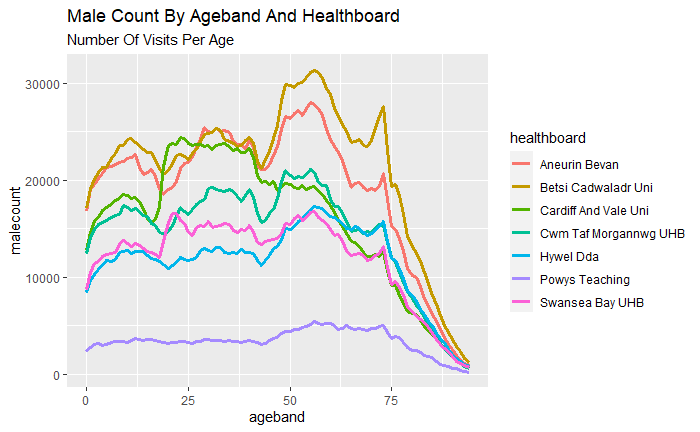 Male Count By Ageband And Healthboard
Number Of Visits Per Age
30000
20000
10000
0
malecount
0 25 50 75
ageband
healthboard
Aneurin Bevan
Betsi Cadwaladr Uni
Cardiff And Vale Uni
Cwm Taf Morgannwg UHB
Hywel Dda
Powys Teaching
Swansea Bay UHB